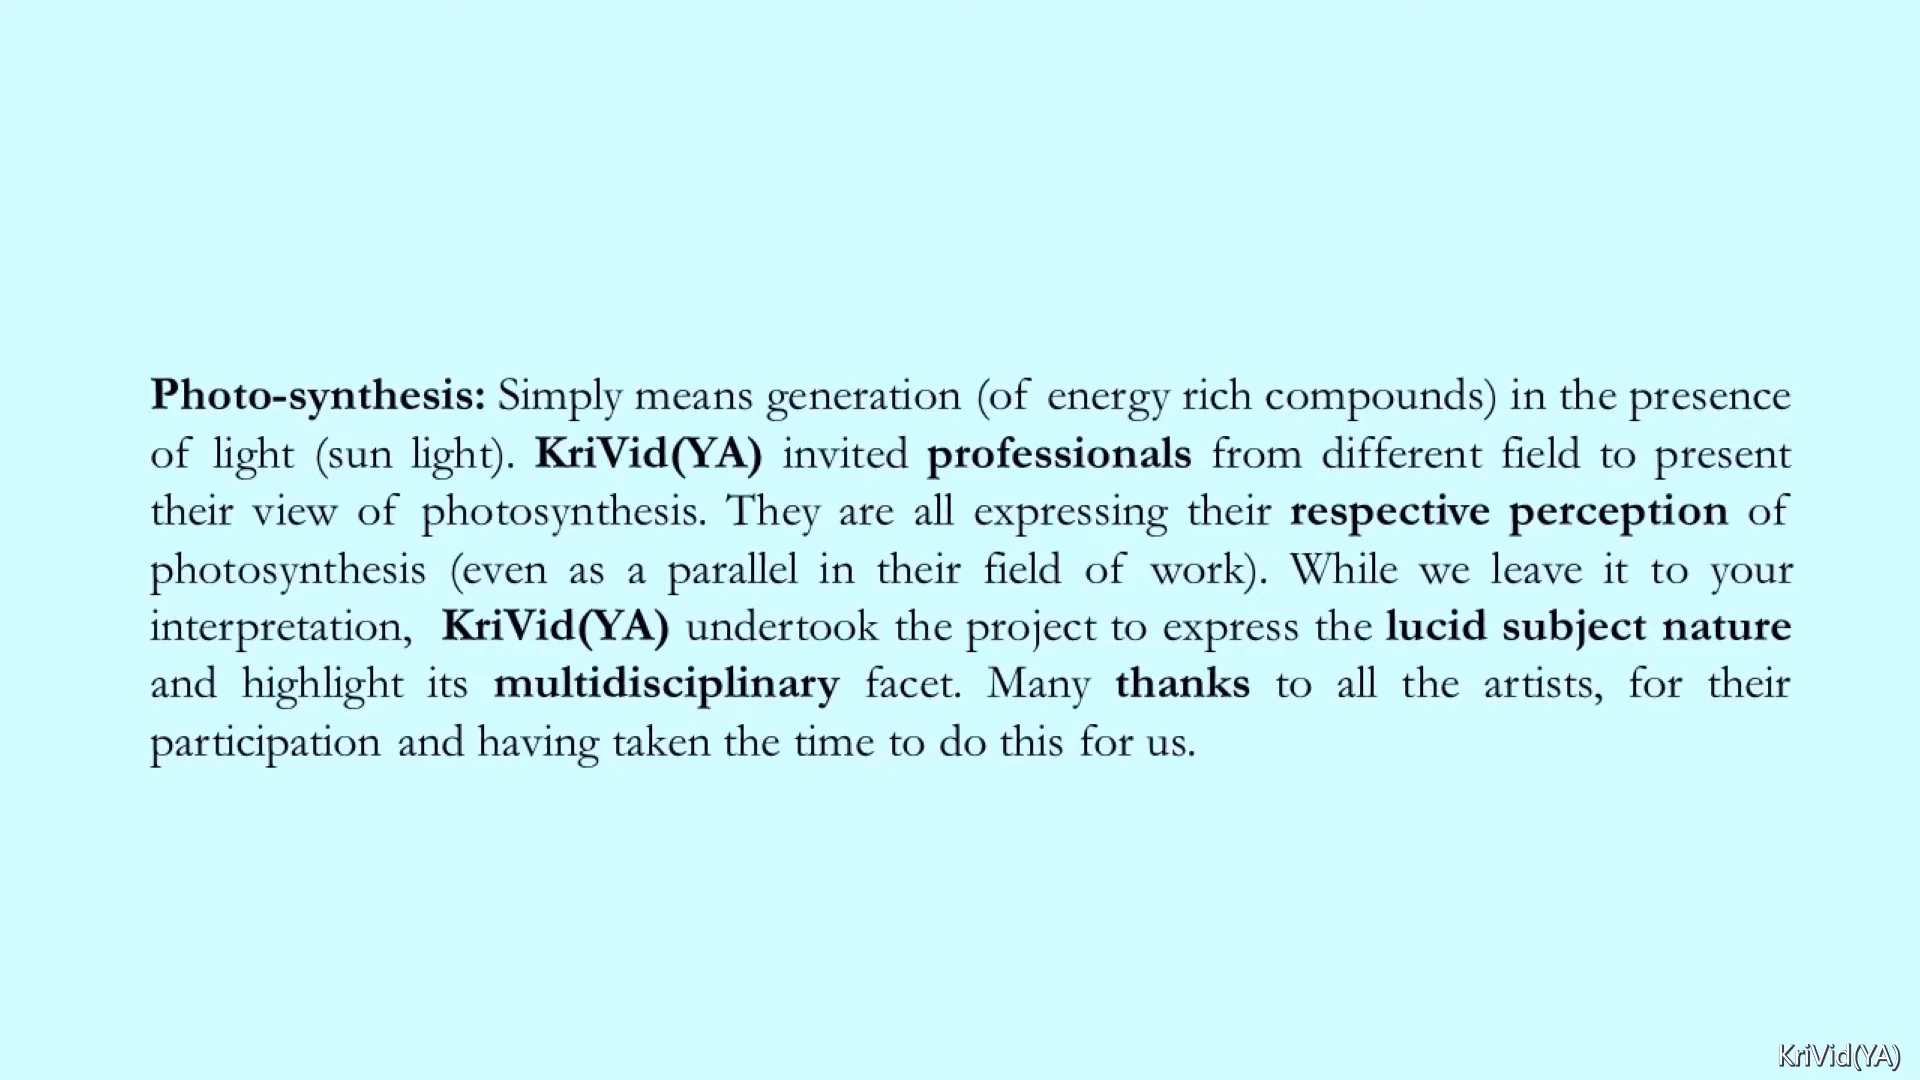 Photo-synthesis: Simply means generation (of energy rich compounds) in the presence
of light (sun light). KriVid(YA) invited professionals from different field to present
their view of photosynthesis. They are all expressing their respective perception of
photosynthesis (even as a parallel in their field of work). While we leave it to your
interpretation, KriVid(YA) undertook the project to express the lucid subject nature
and highlight its multidisciplinary facet. Many thanks to all the artists, for their
participation and having taken the time to do this for us.
KriVid(YA)